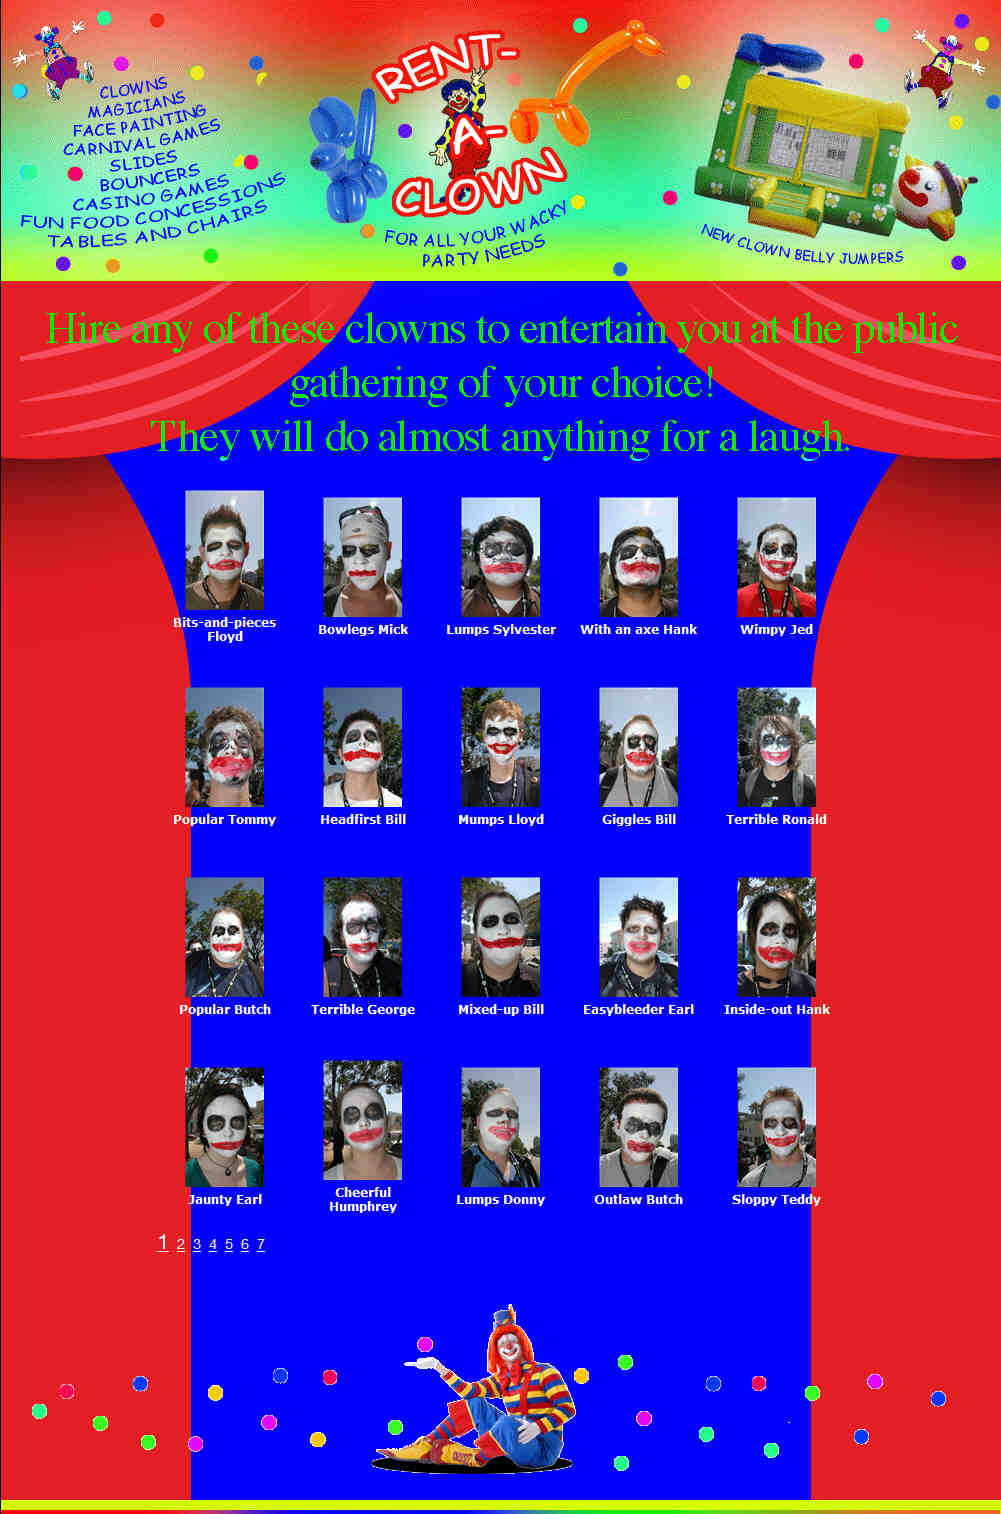 CLOWNS
MAGICIANS
FACE PAINTING
CARNIVAL GAMES
SLIDES
BOUNCERS
CASINO GAMES
FUN FOOD CONCESSIONS
TABLES AND CHAIRS
RENT-
A-
CLOWN
FOR ALL YOUR WACKY
PARTY NEEDS
NEW CLOWN BELLY JUMPERS
Hire any of these clowns to entertain you at the public
gathering of your choice!
They will do almost anything for a laugh.
Bits-and-pieces
Floyd
Bowlegs Mick
Lumps Sylvester
With an axe Hank
Wimpy Jed
Popular Tommy
Headfirst Bill
Mumps Lloyd
Giggles Bill
Terrible Ronald
Popular Butch
Terrible George
Mixed-up Bill
Easybleeder Earl
Inside-out Hank
Jaunty Earl
Cheerful
Humphrey
Lumps Donny
Outlaw Butch
Sloppy Teddy
1 2 3 4 5 6 7